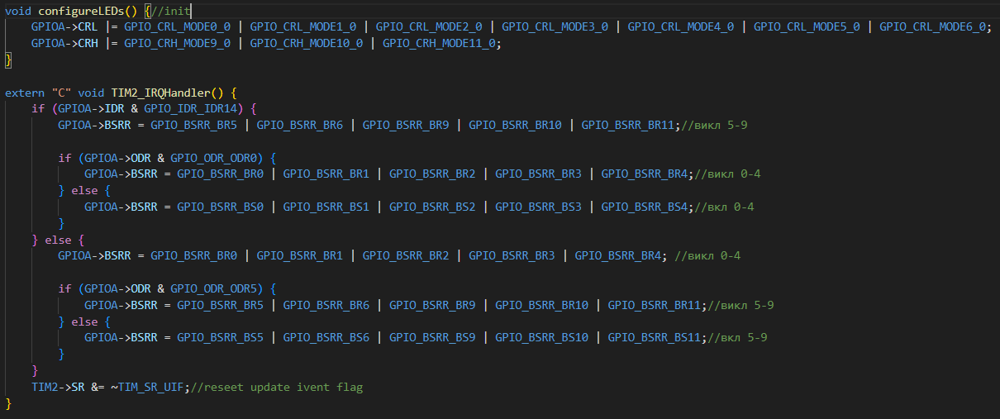 void configureLEDs() {//init
    GPIOA->CRL |= GPIO_CRL_MODE0_0 | GPIO_CRL_MODE1_0 | GPIO_CRL_MODE2_0 | GPIO_CRL_MODE3_0 | GPIO_CRL_MODE4_0 | GPIO_CRL_MODE5_0 | GPIO_CRL_MODE6_0;
    GPIOA->CRH |= GPIO_CRH_MODE9_0 | GPIO_CRH_MODE10_0 | GPIO_CRH_MODE11_0;
}

extern "C" void TIM2_IRQHandler() {
    if (GPIOA->IDR & GPIO_IDR_IDR14) {
        GPIOA->BSRR = GPIO_BSRR_BR5 | GPIO_BSRR_BR6 | GPIO_BSRR_BR9 | GPIO_BSRR_BR10 | GPIO_BSRR_BR11;//викл 5-9

        if (GPIOA->ODR & GPIO_ODR_ODR0) {
            GPIOA->BSRR = GPIO_BSRR_BR0 | GPIO_BSRR_BR1 | GPIO_BSRR_BR2 | GPIO_BSRR_BR3 | GPIO_BSRR_BR4;//викл 0-4
        } else {
            GPIOA->BSRR = GPIO_BSRR_BS0 | GPIO_BSRR_BS1 | GPIO_BSRR_BS2 | GPIO_BSRR_BS3 | GPIO_BSRR_BS4;//вкл 0-4
        }
    } else {
        GPIOA->BSRR = GPIO_BSRR_BR0 | GPIO_BSRR_BR1 | GPIO_BSRR_BR2 | GPIO_BSRR_BR3 | GPIO_BSRR_BR4; //викл 0-4

        if (GPIOA->ODR & GPIO_ODR_ODR5) {
            GPIOA->BSRR = GPIO_BSRR_BR5 | GPIO_BSRR_BR6 | GPIO_BSRR_BR9 | GPIO_BSRR_BR10 | GPIO_BSRR_BR11;//викл 5-9
        } else {
            GPIOA->BSRR = GPIO_BSRR_BS5 | GPIO_BSRR_BS6 | GPIO_BSRR_BS9 | GPIO_BSRR_BS10 | GPIO_BSRR_BS11;//вкл 5-9
        }
    }
    TIM2->SR &= ~TIM_SR_UIF;//reseet update ivent flag
}